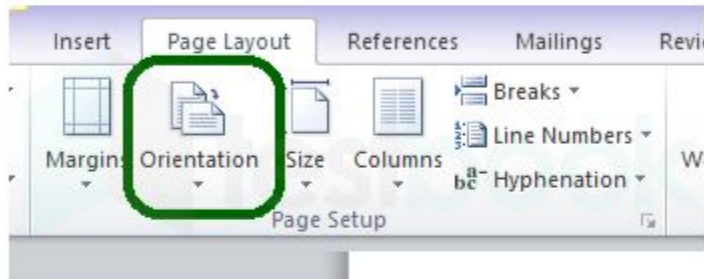 Insert Page Layout References Mailings
Breaks
Line Numbers
Margins Orientation Size Columns
Hyphenation
Page Setup